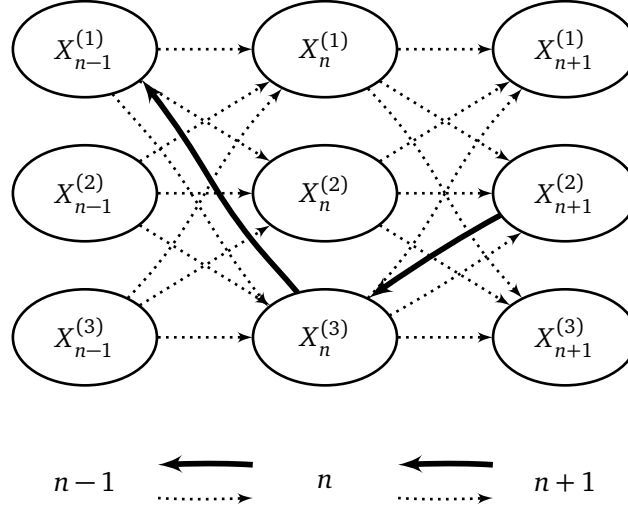 X_{n−1}^{(1)} X_n^{(1)} X_{n+1}^{(1)}
X_{n−1}^{(2)} X_n^{(2)} X_{n+1}^{(2)}
X_{n−1}^{(3)} X_n^{(3)} X_{n+1}^{(3)}
n − 1 n n + 1